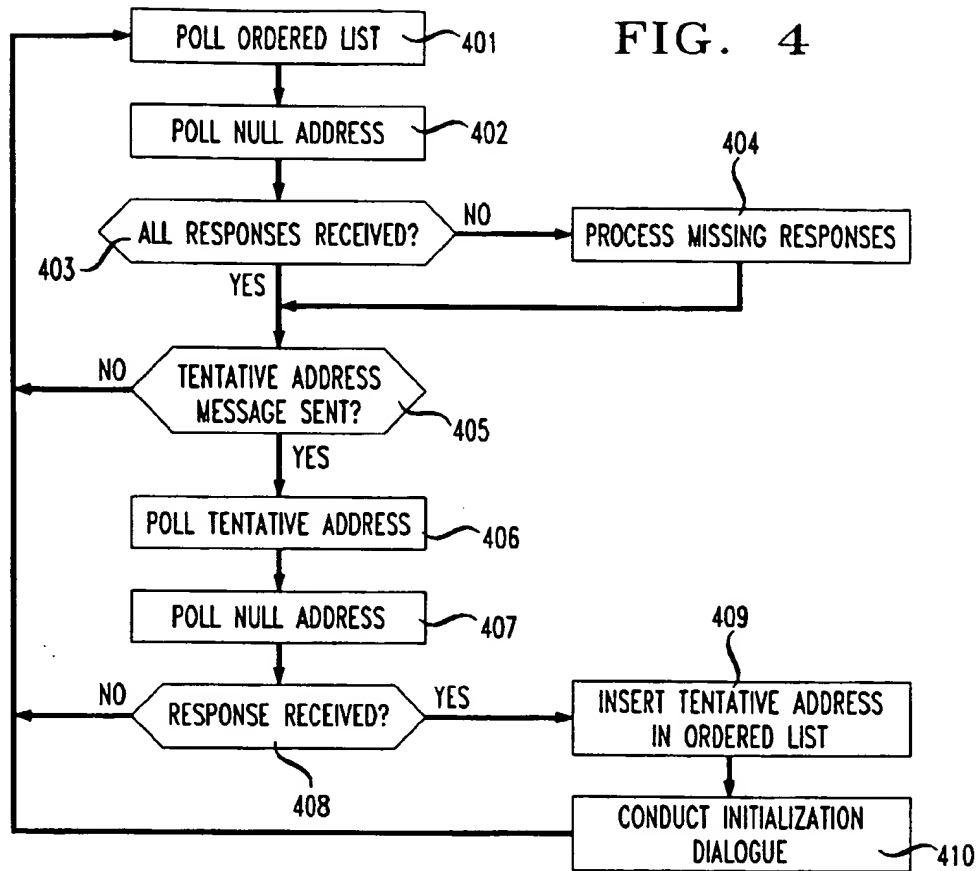 FIG. 4
POLL ORDERED LIST
401
POLL NULL ADDRESS
402
ALL RESPONSES RECEIVED?
403
NO
404
PROCESS MISSING RESPONSES
YES
NO
TENTATIVE ADDRESS
MESSAGE SENT?
405
YES
POLL TENTATIVE ADDRESS
406
POLL NULL ADDRESS
407
NO
RESPONSE RECEIVED?
408
YES
409
INSERT TENTATIVE ADDRESS
IN ORDERED LIST
CONDUCT INITIALIZATION
DIALOGUE
410